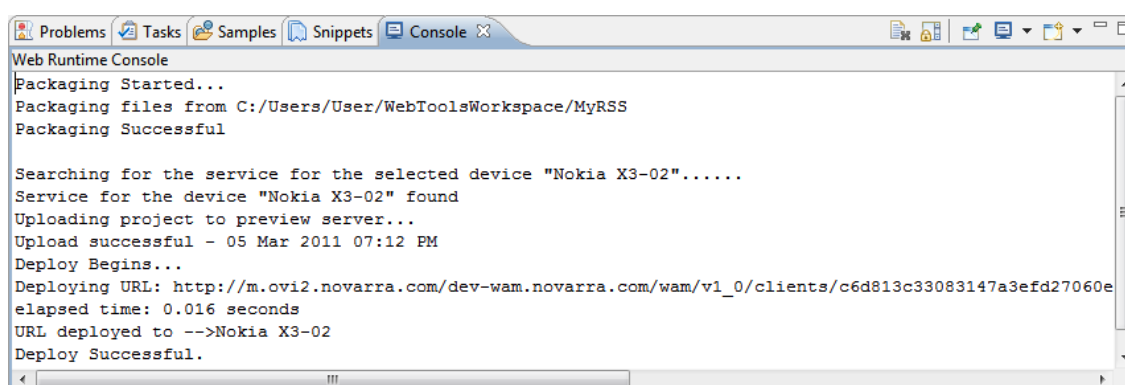 Problems Tasks Samples Snippets Console
Web Runtime Console
Packaging Started...
Packaging files from C:/Users/User/WebToolsWorkspace/MyRSS
Packaging Successful
Searching for the service for the selected device "Nokia X3-02"......
Service for the device "Nokia X3-02" found
Uploading project to preview server...
Upload successful - 05 Mar 2011 07:12 PM
Deploy Begins...
Deploying URL: http://m.ovi2.novarra.com/dev-wam.novarra.com/wam/v1_0/clients/c6d813c33083147a3efd27060e
elapsed time: 0.016 seconds
URL deployed to -->Nokia X3-02
Deploy Successful.